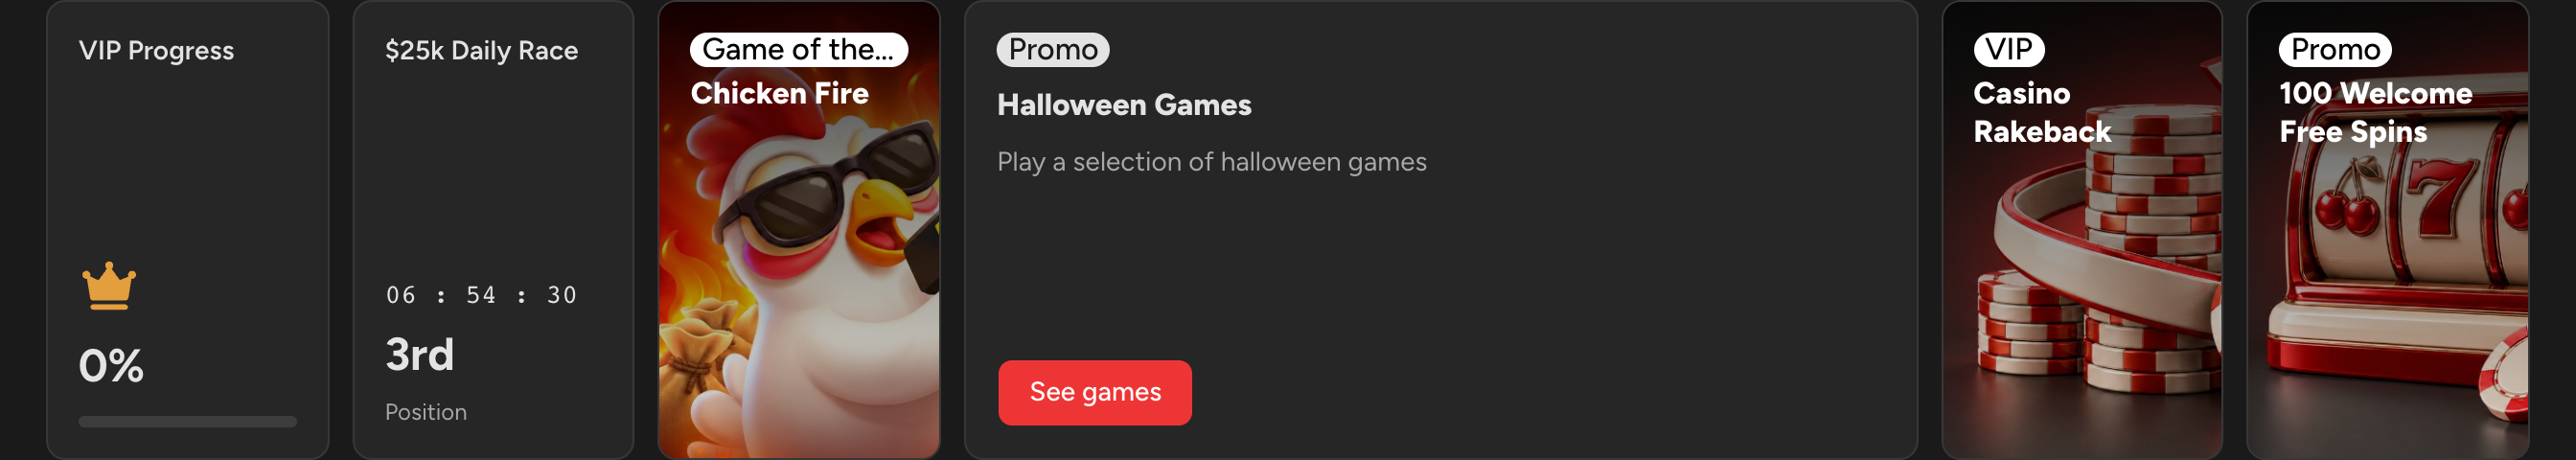 VIP Progress
0%
$25k Daily Race
06 : 54 : 30
3rd
Position
Game of the...
Chicken Fire
Promo
Halloween Games
Play a selection of halloween games
See games
VIP
Casino
Rakeback
Promo
100 Welcome
Free Spins
7